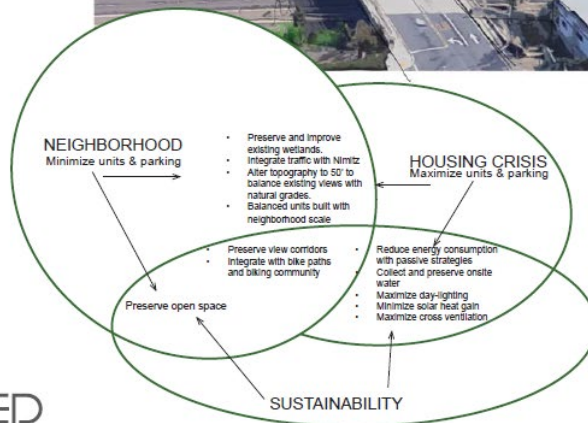 NEIGHBORHOOD
Minimize units & parking
• Preserve and improve
existing wetlands.
• Integrate traffic with Nimitz
• Alter topography to 50' to
balance existing views with
natural grades.
• Balanced units built with
neighborhood scale
HOUSING CRISIS
Maximize units & parking
• Preserve view corridors
• Integrate with bike paths
and biking community
• Reduce energy consumption
with passive strategies
• Collect and preserve onsite
water
• Maximize day-lighting
• Minimize solar heat gain
• Maximize cross ventilation
Preserve open space
SUSTAINABILITY
ED